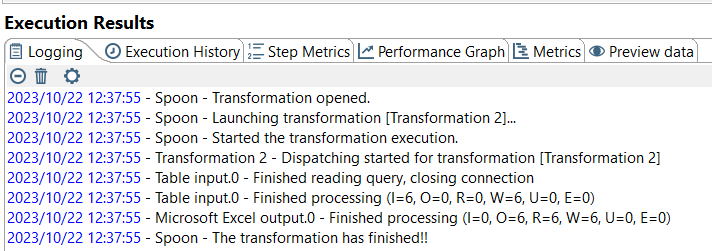 Execution Results
Logging Execution History Step Metrics Performance Graph Metrics Preview data
2023/10/22 12:37:55 - Spoon - Transformation opened.
2023/10/22 12:37:55 - Spoon - Launching transformation [Transformation 2]...
2023/10/22 12:37:55 - Spoon - Started the transformation execution.
2023/10/22 12:37:55 - Transformation 2 - Dispatching started for transformation [Transformation 2]
2023/10/22 12:37:55 - Table input.0 - Finished reading query, closing connection
2023/10/22 12:37:55 - Table input.0 - Finished processing (I=6, O=0, R=0, W=6, U=0, E=0)
2023/10/22 12:37:55 - Microsoft Excel output.0 - Finished processing (I=0, O=6, R=6, W=6, U=0, E=0)
2023/10/22 12:37:55 - Spoon - The transformation has finished!!